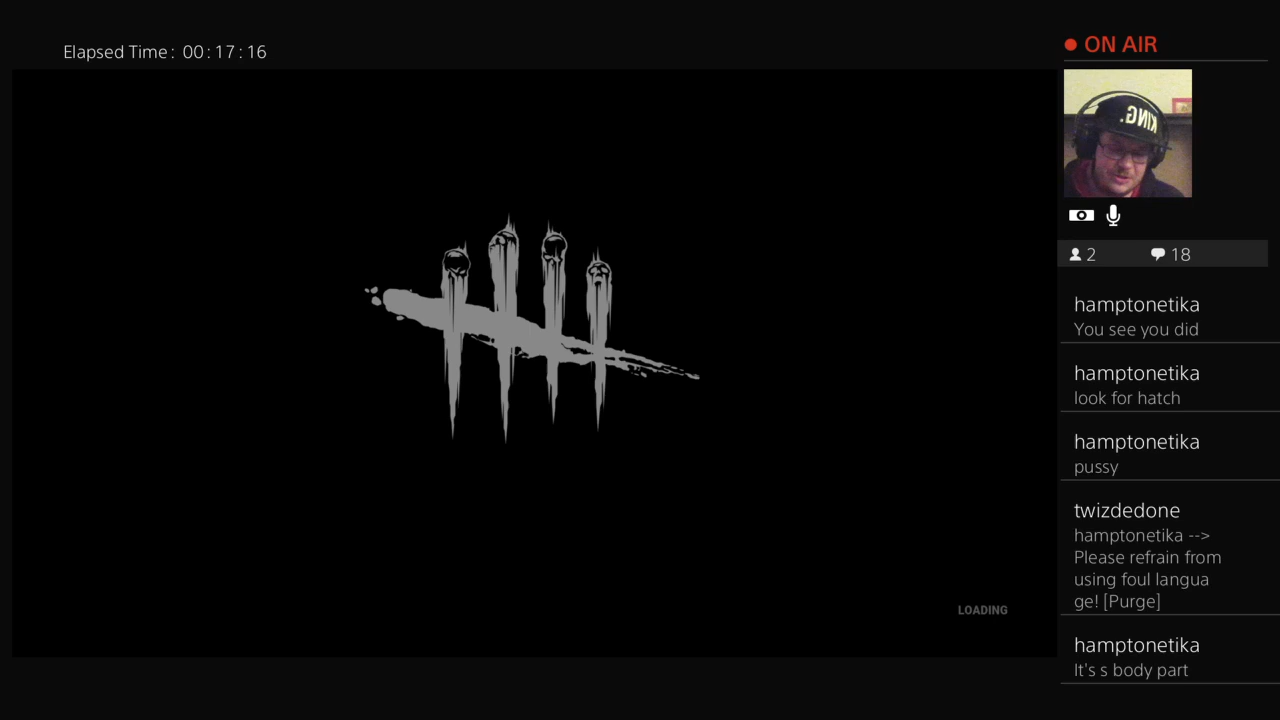 Elapsed Time: 00:17:16
ON AIR
KING.
2
18
hamptonetika
You see you did
hamptonetika
look for hatch
hamptonetika
pussy
twizdedone
hamptonetika -->
Please refrain from
using foul langua
ge! [Purge]
LOADING
hamptonetika
It's s body part